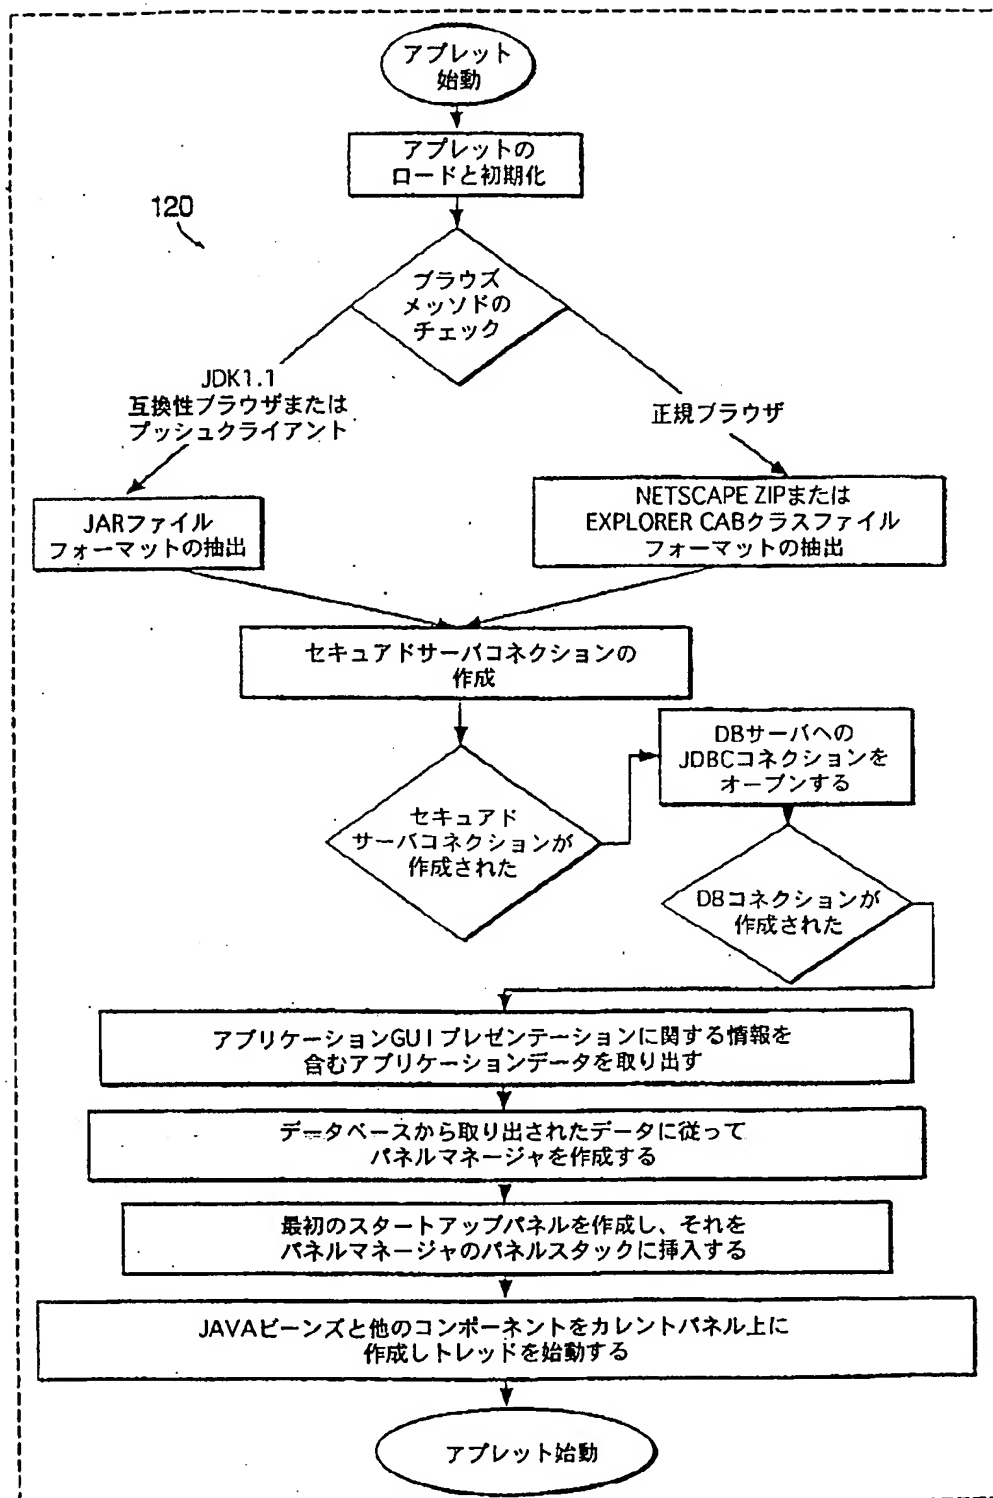 アプレット
始動
アプレットの
ロードと初期化
120
ブラウズ
メッソドの
チェック
JDK1.1
互換性ブラウザまたは
プッシュクライアント
正規ブラウザ
JARファイル
フォーマットの抽出
NETSCAPE ZIPまたは
EXPLORER CABクラスファイル
フォーマットの抽出
セキュアドサーバコネクションの
作成
DBサーバへの
JDBCコネクションを
オープンする
セキュアド
サーバコネクションが
作成された
DBコネクションが
作成された
アプリケーションGUIプレゼンテーションに関する情報を
含むアプリケーションデータを取り出す
データベースから取り出されたデータに従って
パネルマネージャを作成する
最初のスタートアップパネルを作成し、それを
パネルマネージャのパネルスタックに挿入する
JAVAビーンズと他のコンポーネントをカレントパネル上に
作成しトレッドを始動する
アプレット始動